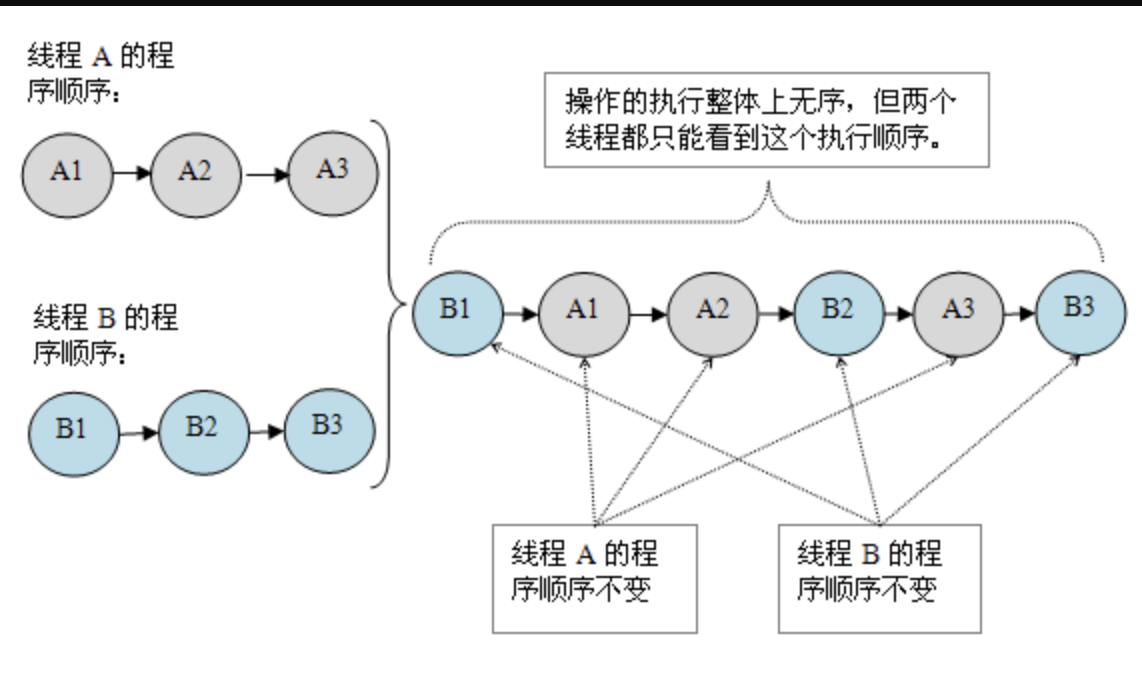 线程 A 的程
序顺序：
A1
A2
A3
操作的执行整体上无序，但两个
线程都只能看到这个执行顺序。
线程 B 的程
序顺序：
B1
B2
B3
B1
A1
A2
B2
A3
B3
线程 A 的程
序顺序不变
线程 B 的程
序顺序不变